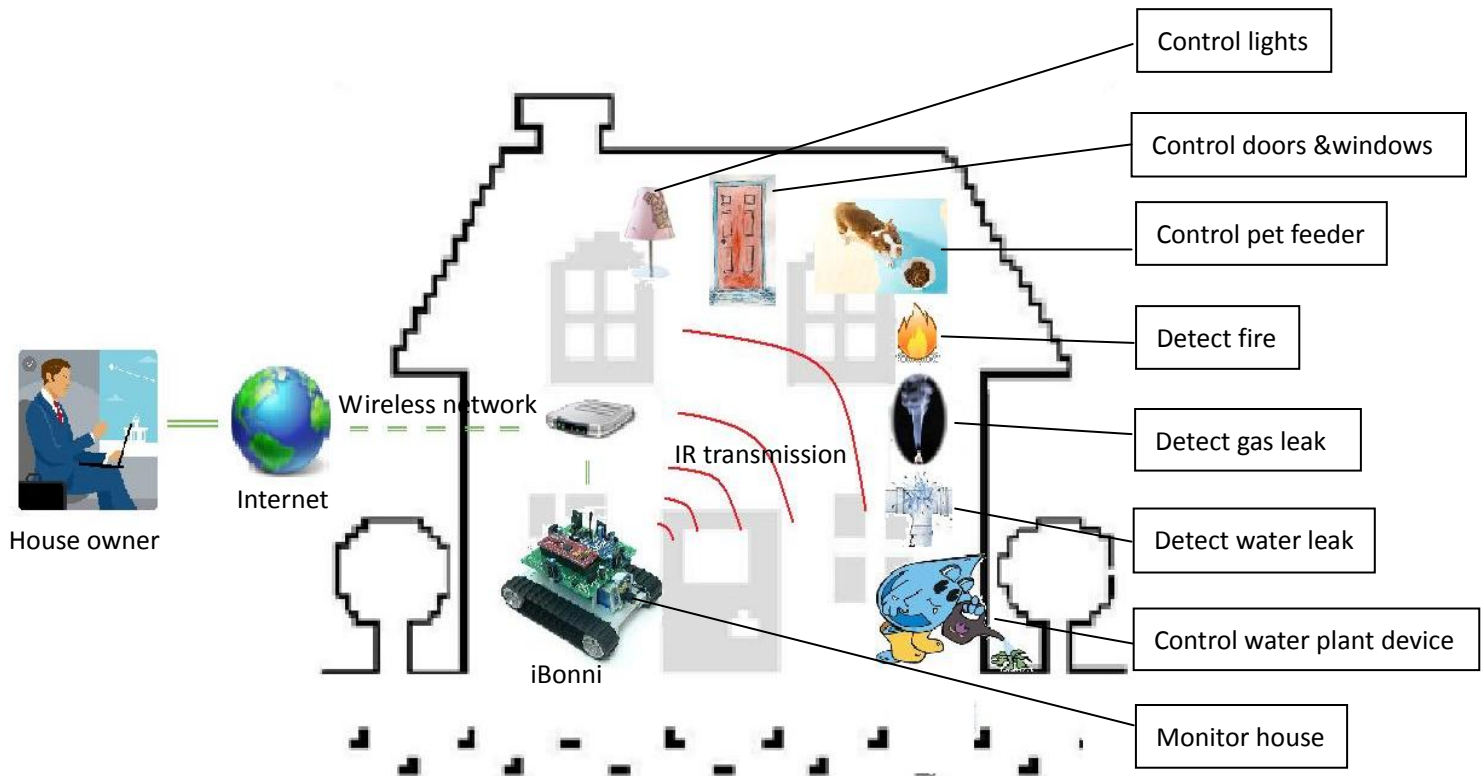 Control lights
Control doors &windows
Control pet feeder
Detect fire
Wireless network
Detect gas leak
IR transmission
Internet
House owner
Detect water leak
Control water plant device
iBonni
Monitor house